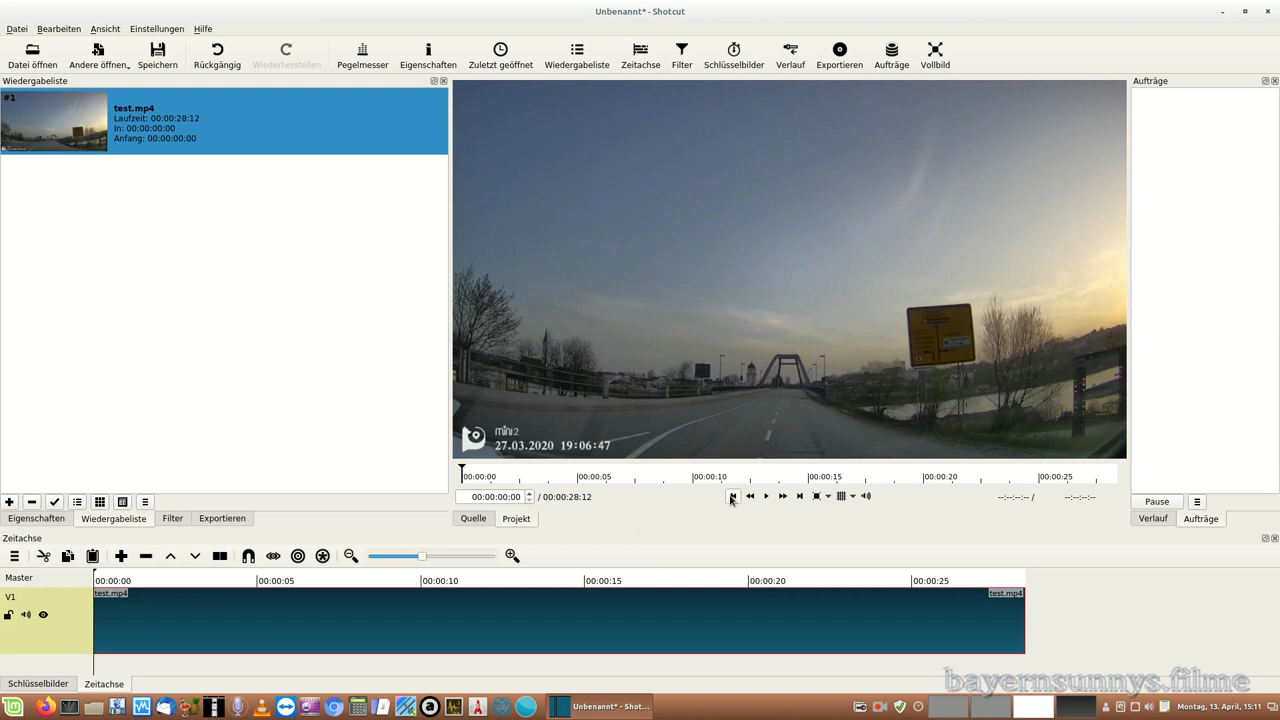 Unbenannt* - Shotcut
Datei Bearbeiten Ansicht Einstellungen Hilfe
Datei öffnen Andere öffnen... Speichern Rückgängig Wiederherstellen Pegelmesser Eigenschaften Zuletzt geöffnet Wiedergabeliste Zeitachse Filter Schlüsselbilder Verlauf Exportieren Aufträge Vollbild
Wiedergabeliste
Aufträge
#1
test.mp4
Laufzeit: 00:00:28:12
In: 00:00:00:00
Anfang: 00:00:00:00
mini2
27.03.2020 19:06:47
00:00:00 00:00:05 00:00:10 00:00:15 00:00:20 00:00:25
00:00:00:00 / 00:00:28:12 --:--:--:-- / --:--:--:--
Pause
Eigenschaften Wiedergabeliste Filter Exportieren
Quelle Projekt
Verlauf Aufträge
Zeitachse
Master
00:00:00 00:00:05 00:00:10 00:00:15 00:00:20 00:00:25
V1
test.mp4 test.mp4
Schlüsselbilder Zeitachse
bayernsunnys.filme
Unbenannt* - Shot...
Montag, 13. April, 15:11